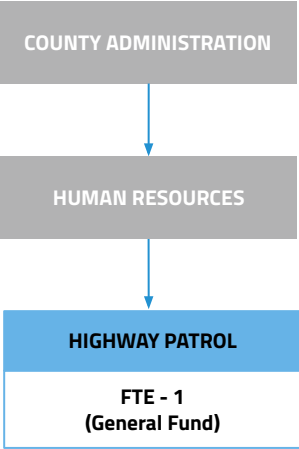 COUNTY ADMINISTRATION
HUMAN RESOURCES
HIGHWAY PATROL
FTE - 1
(General Fund)